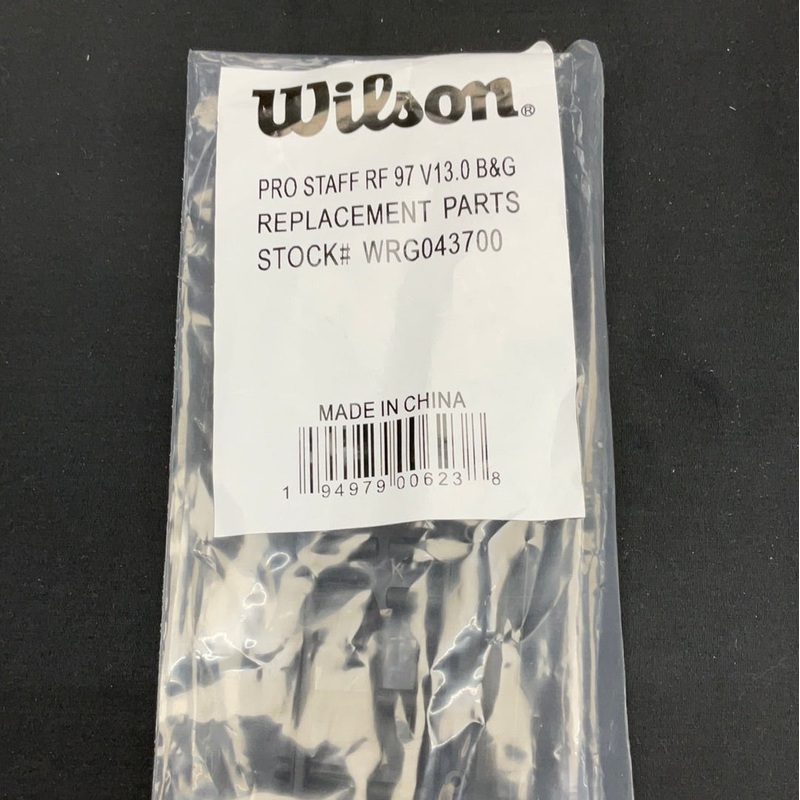 Wilson®
PRO STAFF RF 97 V13.0 B&G
REPLACEMENT PARTS
STOCK# WRG043700
MADE IN CHINA
1 94979 00623 8
K